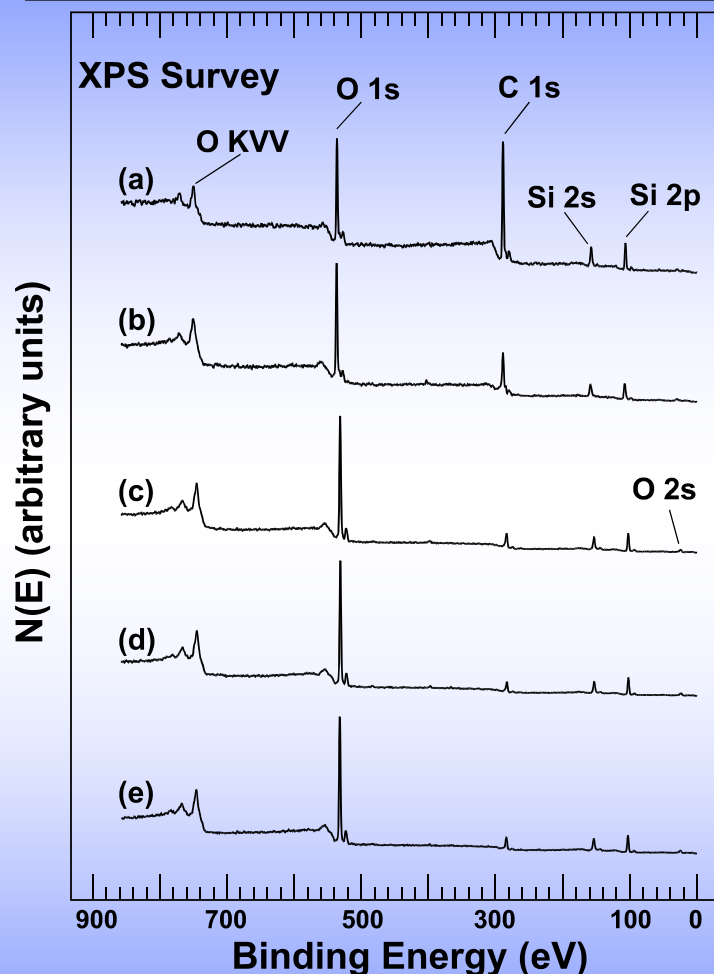 XPS Survey
O 1s
C 1s
O KVV
(a)
Si 2s
Si 2p
(b)
(c)
O 2s
(d)
(e)
N(E) (arbitrary units)
900 700 500 300 100 0
Binding Energy (eV)